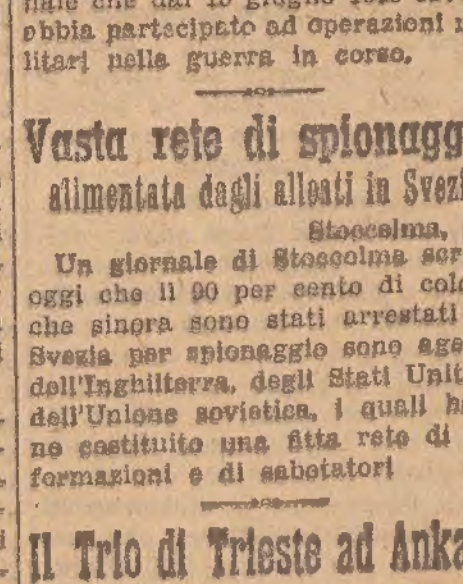 abbia partecipato ad operazioni
litari nella guerra in corso.
Vasta rete di spionagg
alimentata dagli alleati in Svezi
Stoccolma,
Un giornale di Stoccolma scr
oggi che il 90 per cento di colo
che sinora sono stati arrestati
Svezia per spionaggio sono age
dell'Inghilterra, degli Stati Unit
dell'Unione sovietica, i quali ha
no costituito una fitta rete di
formazioni e di sabotatori
Il Trio di Trieste ad Anka